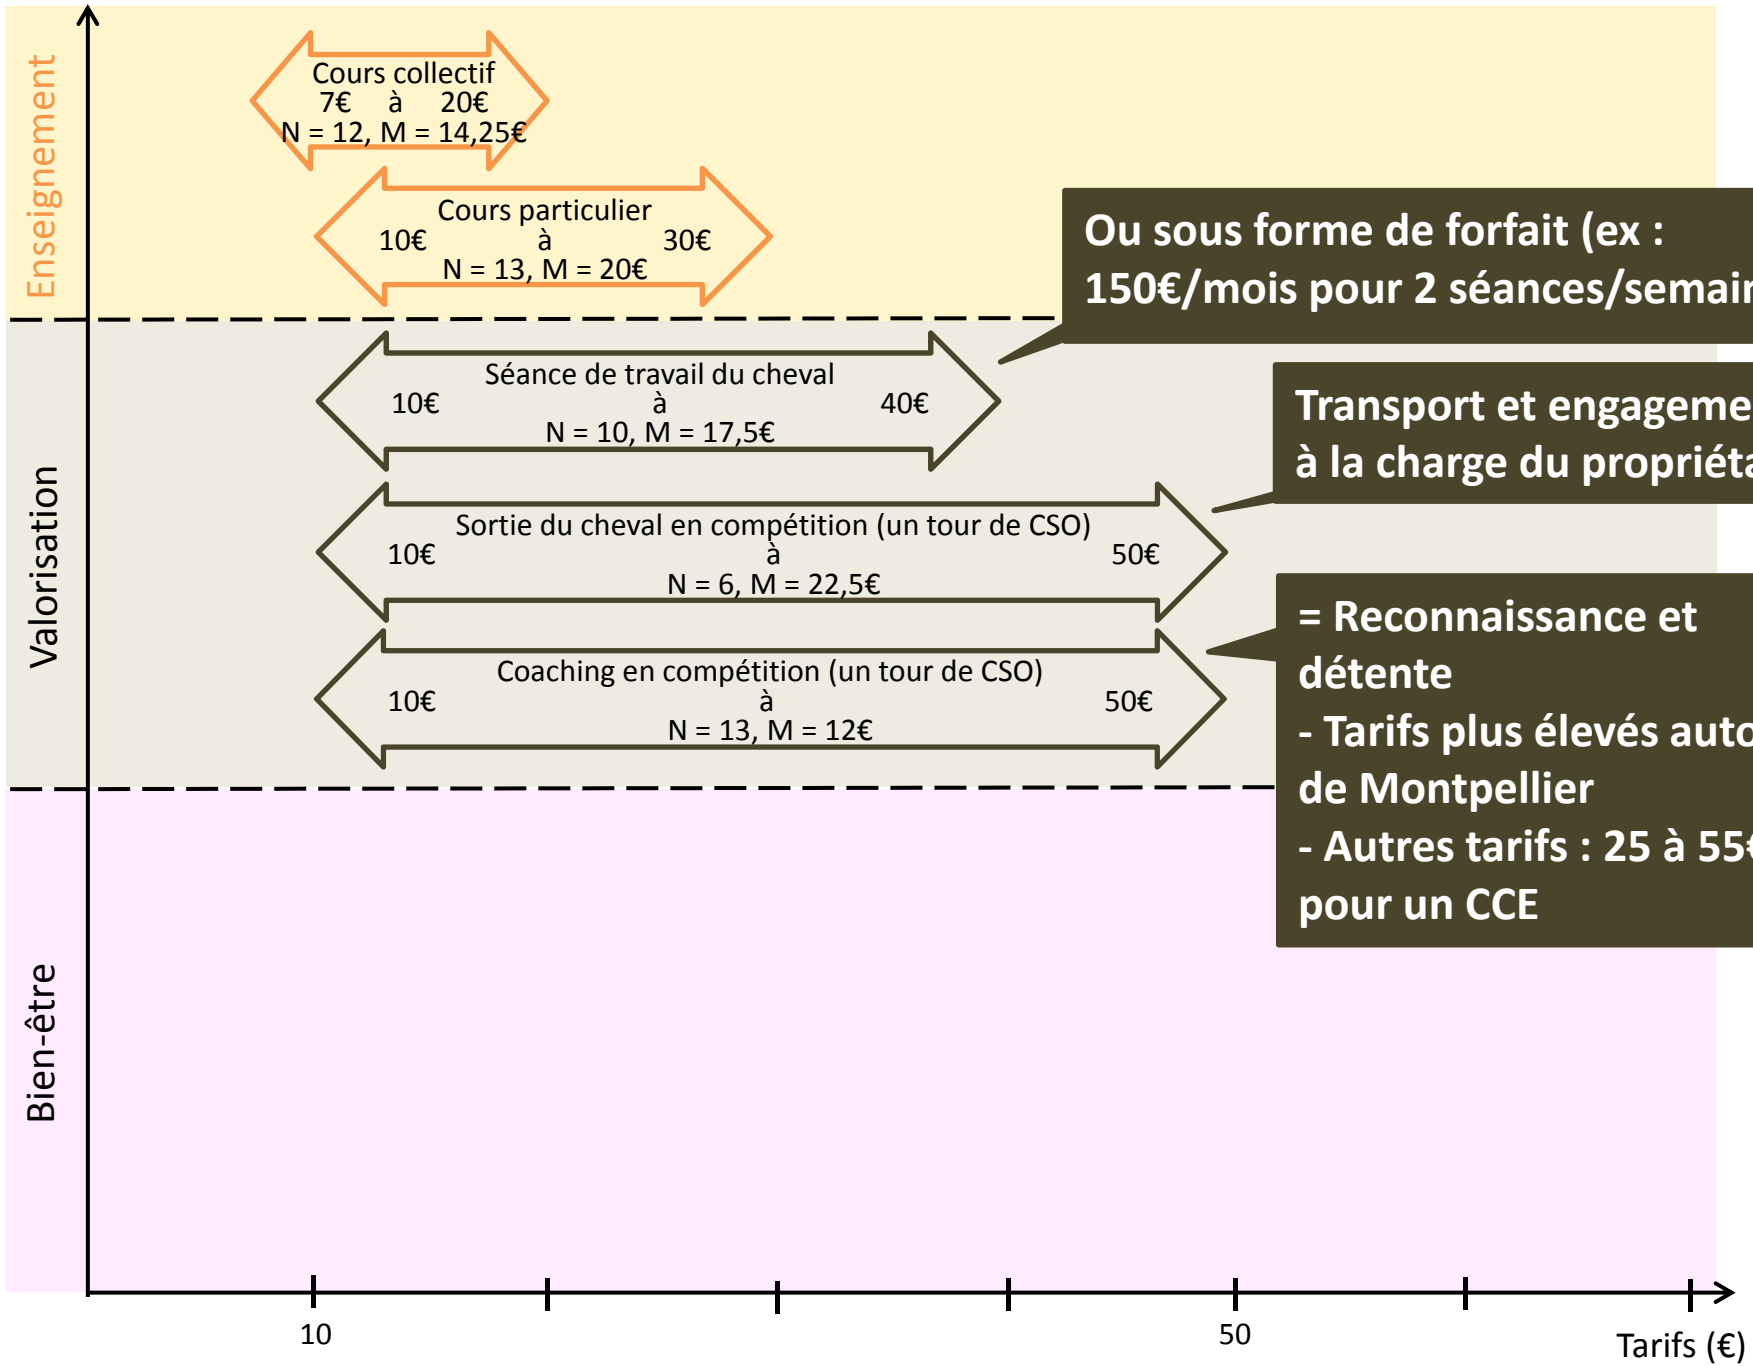 Enseignement
Cours collectif
7€ à 20€
N = 12, M = 14,25€
Cours particulier
10€ à 30€
N = 13, M = 20€
Ou sous forme de forfait (ex :
150€/mois pour 2 séances/semain
Valorisation
Séance de travail du cheval
10€ à 40€
N = 10, M = 17,5€
Transport et engageme
à la charge du propriéta
Sortie du cheval en compétition (un tour de CSO)
10€ à 50€
N = 6, M = 22,5€
Coaching en compétition (un tour de CSO)
10€ à 50€
N = 13, M = 12€
= Reconnaissance et
détente
- Tarifs plus élevés auto
de Montpellier
- Autres tarifs : 25 à 55€
pour un CCE
Bien-être
10 50
Tarifs (€)